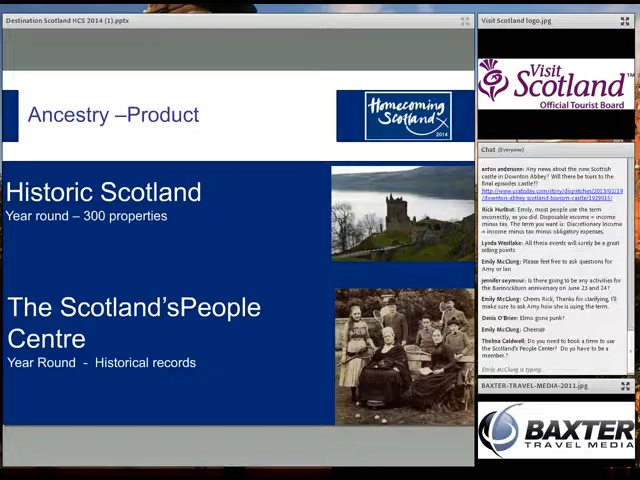 Destination Scotland HCS 2014 (1).pptx
Ancestry –Product
Homecoming
Scotland
2014
Historic Scotland
Year round – 300 properties
The Scotland'sPeople
Centre
Year Round - Historical records
Visit Scotland logo.jpg
Visit
Scotland™
Official Tourist Board
Chat (Everyone)
anton anderssen: Any news about the new Scottish
castle in Downton Abbey? Will there be tours to the
final episodes castle??
Rick Hurlbut: Emily, most people use the term
incorrectly, as you did. Disposable income = income
minus tax. The term you want is: Discretionary Income
= income minus tax minus obligatory expenses.
Lynda Westlake: All these events will surely be a great
selling points.
Emily McClung: Please feel free to ask questions for
Amy or Ian
jennifer seymour: Is there going to be any activities for
the Bannockburn anniversary on June 23 and 24?
Emily McClung: Cheers Rick, Thanks for clarifying, I'll
make sure to ask Amy how she is using the term.
Denis O'Brien: Elmo gone punk?
Emily McClung: Cheers!
Thelma Caldwell: Do you need to book a time to use
the Scotland's People Center? Do yo have to be a
member?
Emily McClung is typing.
BAXTER-TRAVEL-MEDIA-2011.jpg
BAXTER
TRAVEL MEDIA